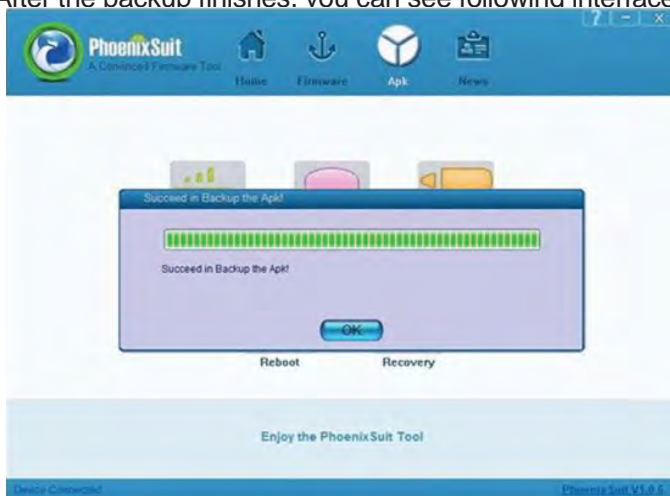 After the backup finishes. you can see following interface
? - x
PhoenixSuit
A Convinced Firmware Tool
Home Firmware Apk News
Succeed in Backup the Apk!
Succeed in Backup the Apk!
OK
Reboot Recovery
Enjoy the PhoenixSuit Tool
Device Connected PhoenixSuit V1.0.5